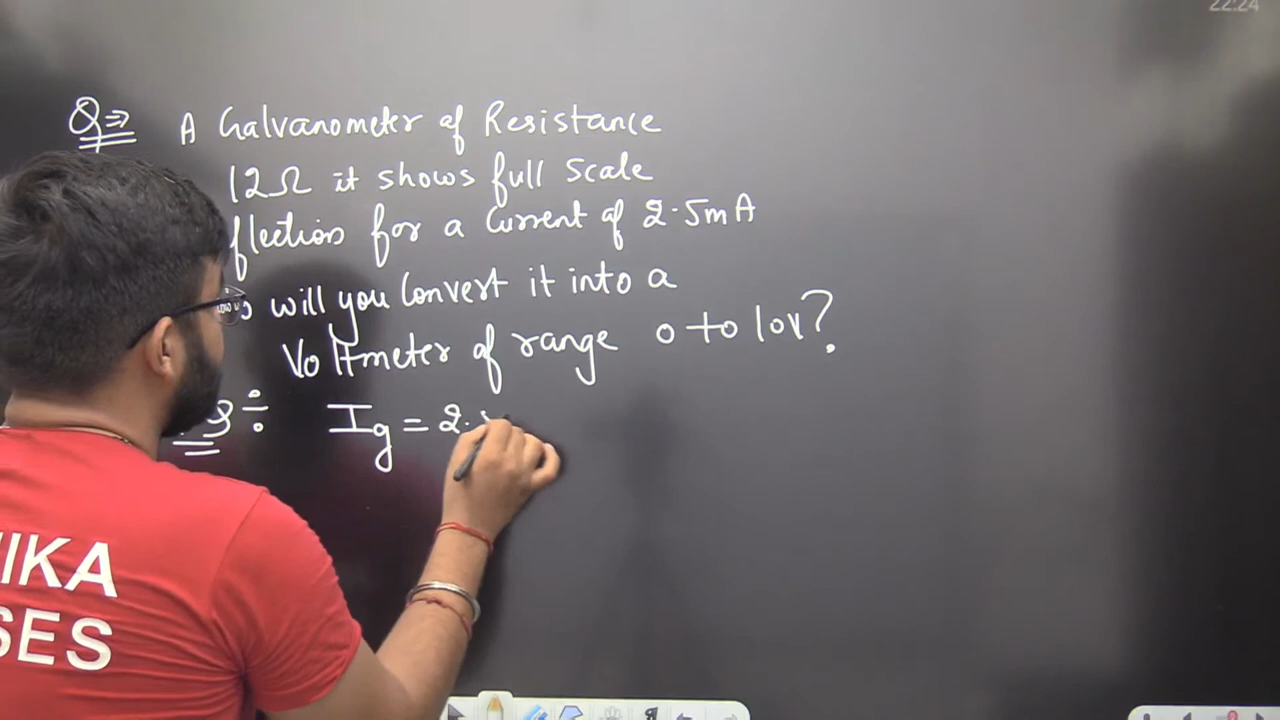 22:24
Q⇒ A Galvanometer of Resistance
12Ω it shows full scale
flection for a Current of 2.5mA
will you Convert it into a
Voltmeter of range 0 to 10V?
Ig = 2.
IKA
SES